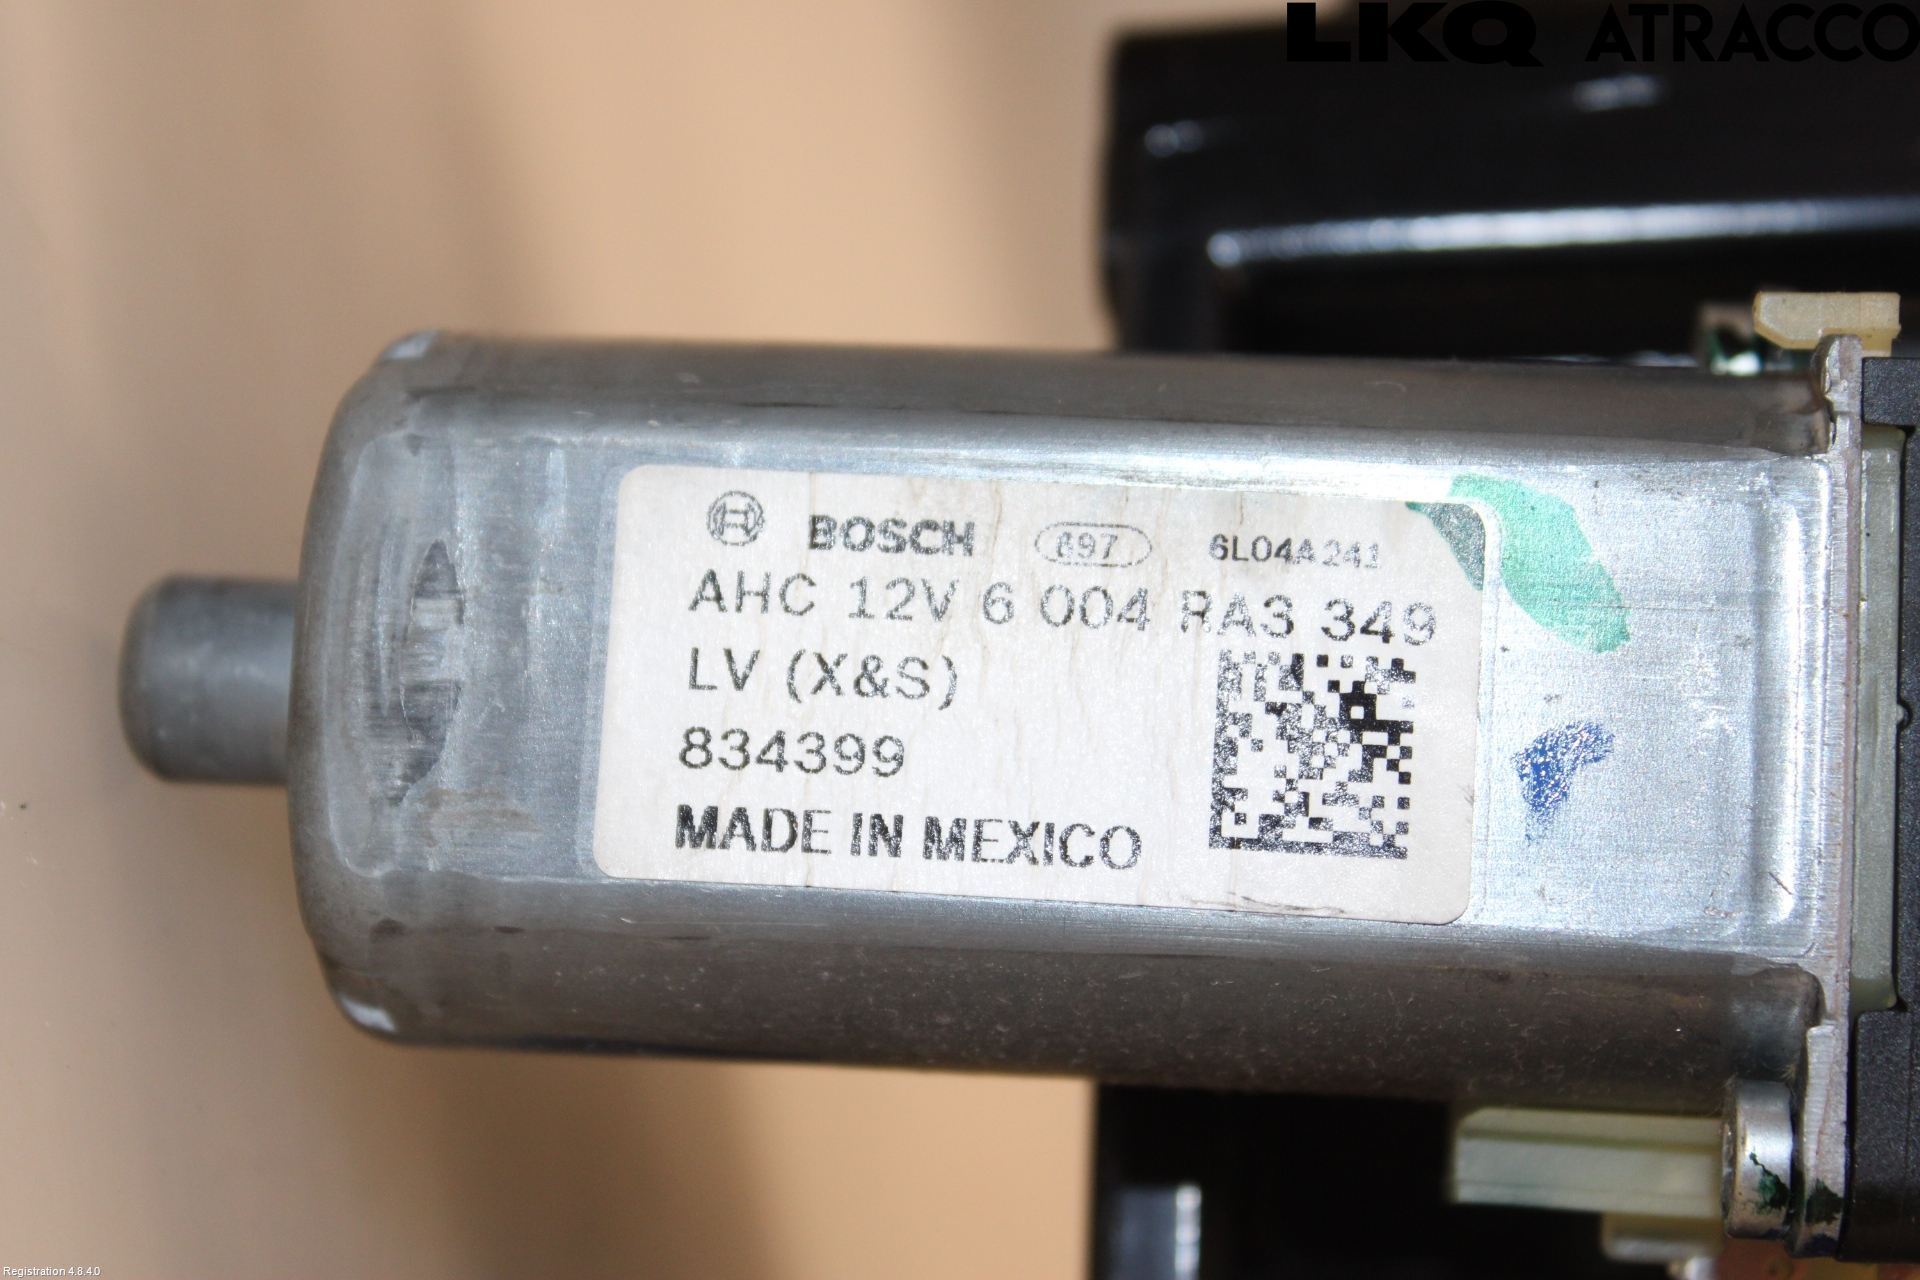 LKQ ATRACCO
BOSCH 697 6L04A241
AHC 12V 6 004 RA3 349
LV (X&S)
834399
MADE IN MEXICO
Registration 4.8.4.0